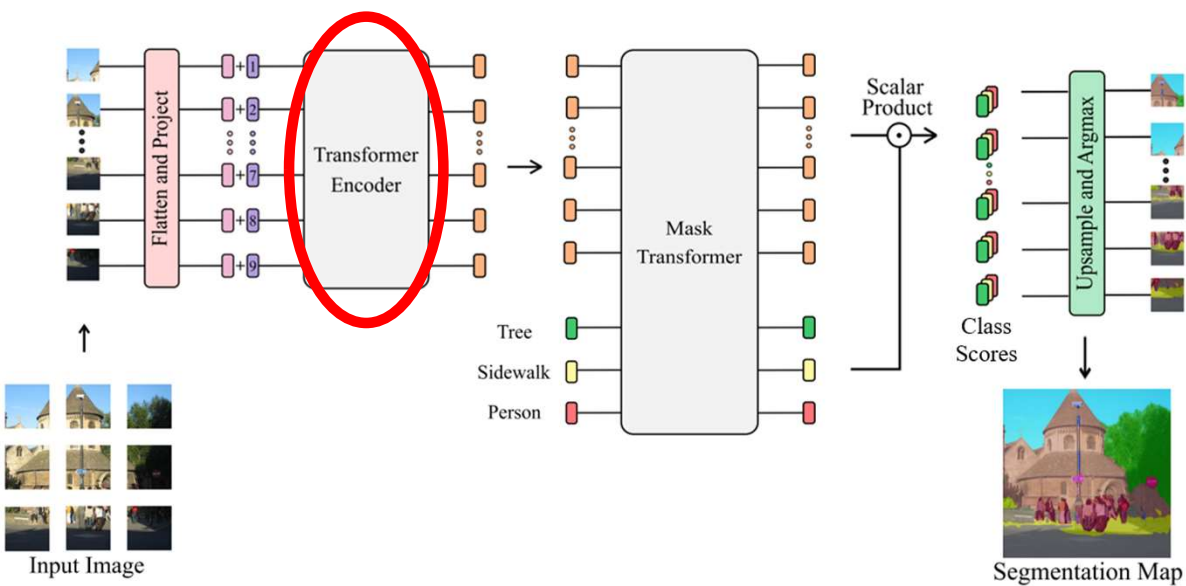 Flatten and Project
+ 1
+ 2
+ 7
+ 8
+ 9
Transformer
Encoder
Tree
Sidewalk
Person
Mask
Transformer
Scalar
Product
Class
Scores
Upsample and Argmax
Input Image
Segmentation Map